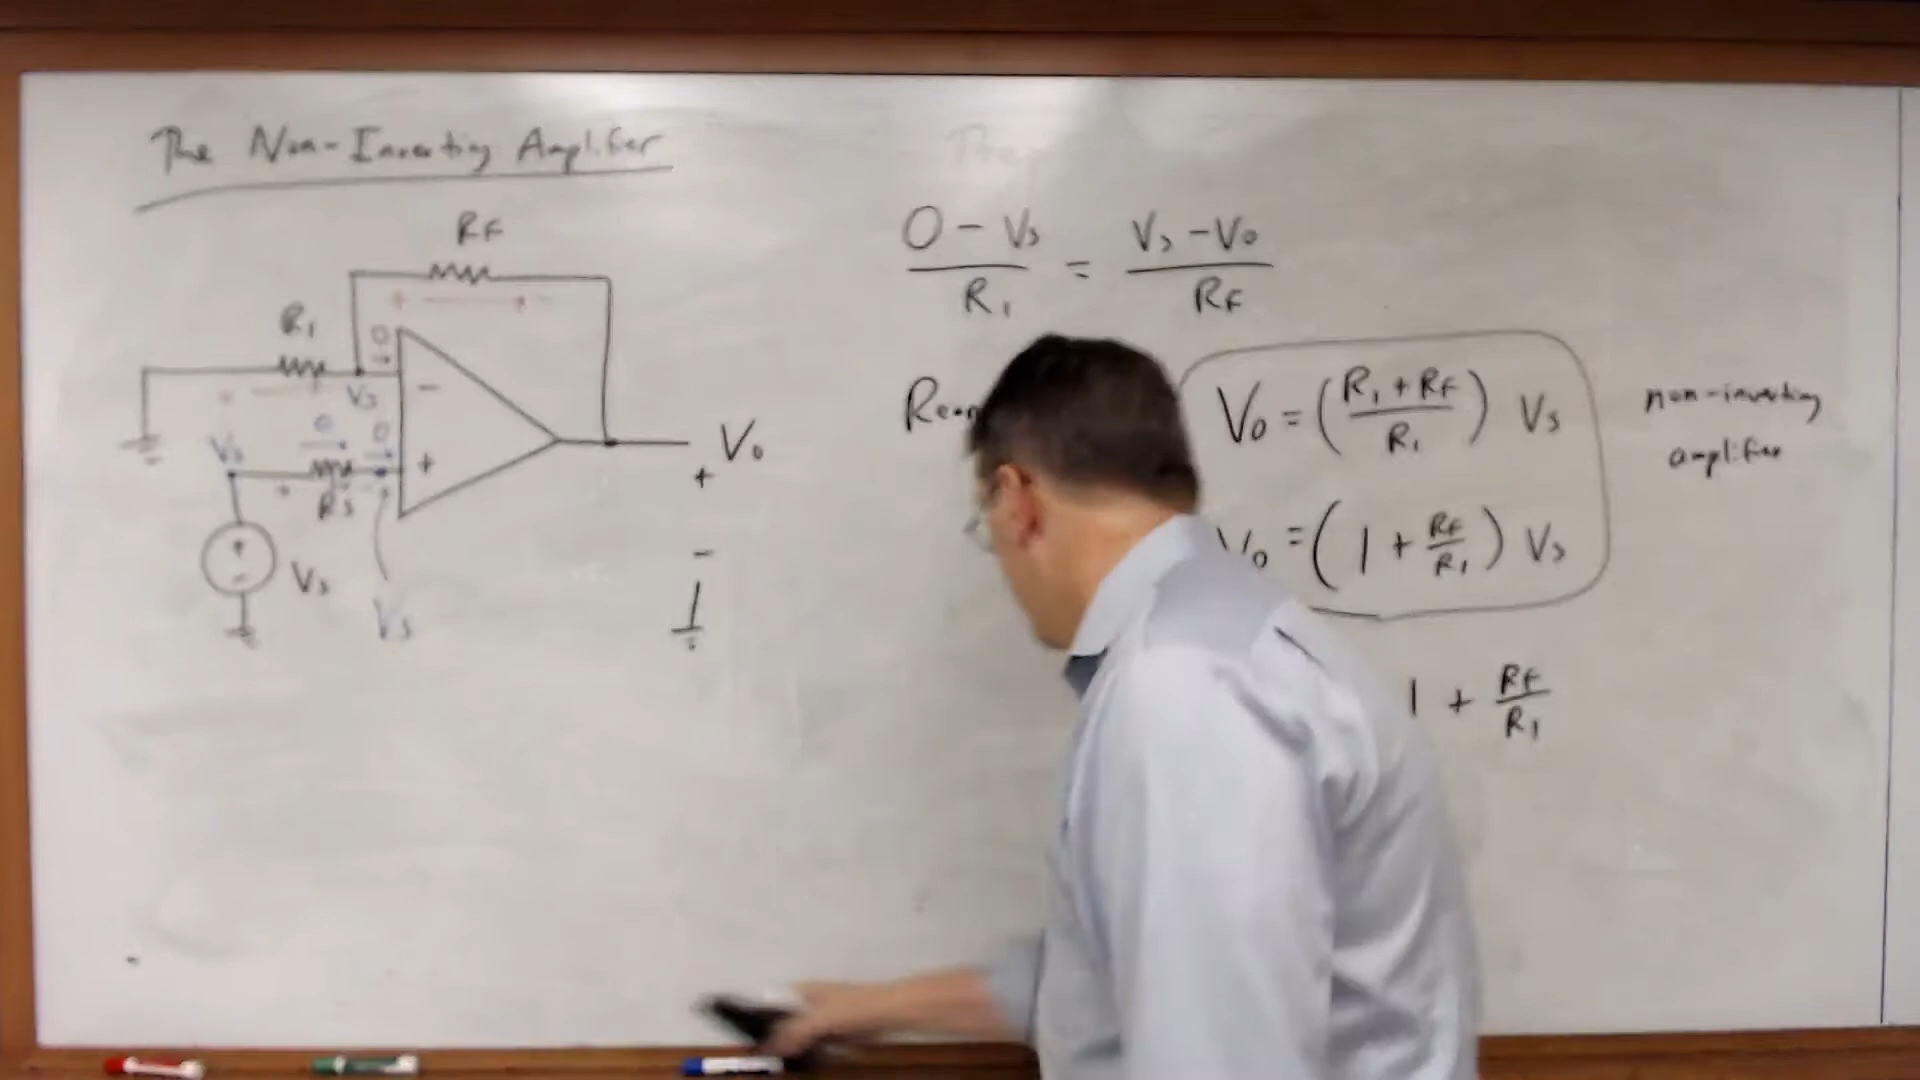 The Non-Inverting Amplifier
RF
R1
0
-
Vs
0
0
Vs
+
+
Rs
+
-
Vs
Vs
Vo
+
-
(0 - Vs)/R1 = (Vs - Vo)/RF
Vo = ((R1 + RF)/R1) Vs
non-inverting
amplifier
Vo = (1 + RF/R1) Vs
1 + RF/R1